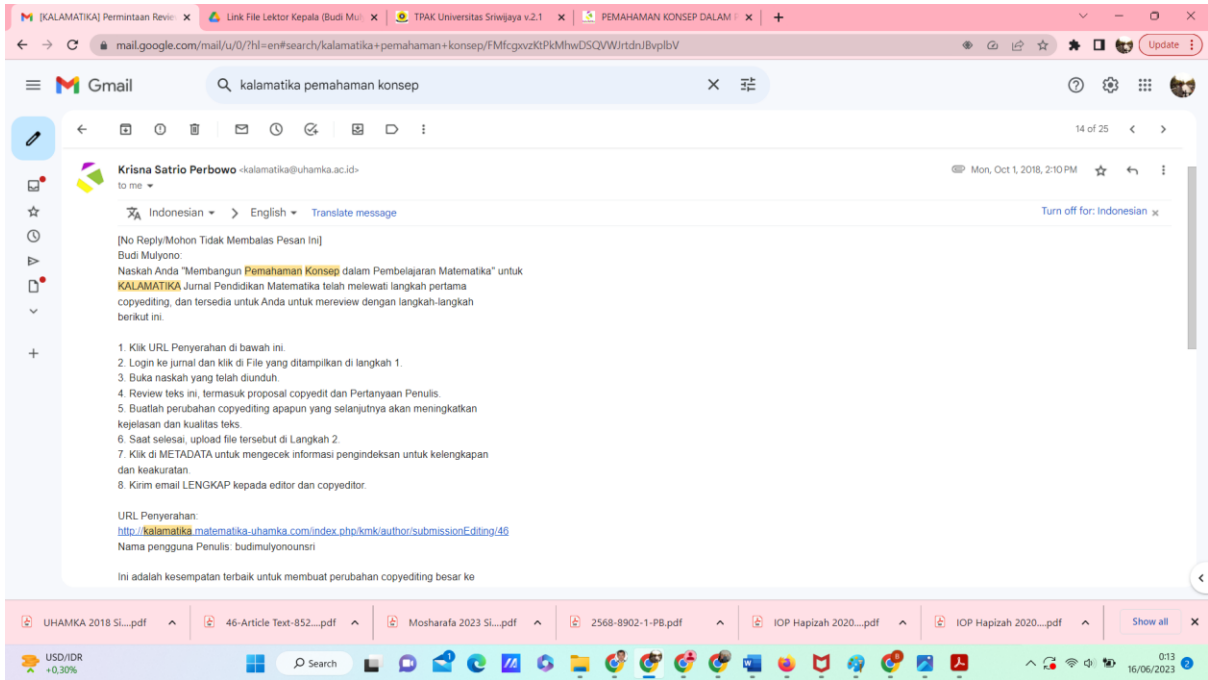 [KALAMATIKA] Permintaan Review
Link File Lektor Kepala (Budi Mul
TPAK Universitas Sriwijaya v.2.1
PEMAHAMAN KONSEP DALAM P
mail.google.com/mail/u/0/?hl=en#search/kalamatika+pemahaman+konsep/FMfcgxvzKtPkMhwDSQVWJrtdnJBvplbV
Update
Gmail
kalamatika pemahaman konsep
14 of 25
Krisna Satrio Perbowo <kalamatika@uhamka.ac.id>
Mon, Oct 1, 2018, 2:10 PM
to me
Indonesian > English Translate message
Turn off for: Indonesian x
[No Reply/Mohon Tidak Membalas Pesan Ini]
Budi Mulyono:
Naskah Anda "Membangun Pemahaman Konsep dalam Pembelajaran Matematika" untuk
KALAMATIKA Jurnal Pendidikan Matematika telah melewati langkah pertama
copyediting, dan tersedia untuk Anda untuk mereview dengan langkah-langkah
berikut ini.
1. Klik URL Penyerahan di bawah ini.
2. Login ke jurnal dan klik di File yang ditampilkan di langkah 1.
3. Buka naskah yang telah diunduh.
4. Review teks ini, termasuk proposal copyedit dan Pertanyaan Penulis.
5. Buatlah perubahan copyediting apapun yang selanjutnya akan meningkatkan
kejelasan dan kualitas teks.
6. Saat selesai, upload file tersebut di Langkah 2.
7. Klik di METADATA untuk mengecek informasi pengindeksan untuk kelengkapan
dan keakuratan.
8. Kirim email LENGKAP kepada editor dan copyeditor.
URL Penyerahan:
http://kalamatika.matematika-uhamka.com/index.php/kmk/author/submissionEditing/46
Nama pengguna Penulis: budimulyonounsri
Ini adalah kesempatan terbaik untuk membuat perubahan copyediting besar ke
UHAMKA 2018 Si....pdf
46-Article Text-852....pdf
Mosharafa 2023 Si....pdf
2568-8902-1-PB.pdf
IOP Hapizah 2020....pdf
IOP Hapizah 2020....pdf
Show all
USD/IDR
+0,30%
Search
0:13
16/06/2023
2